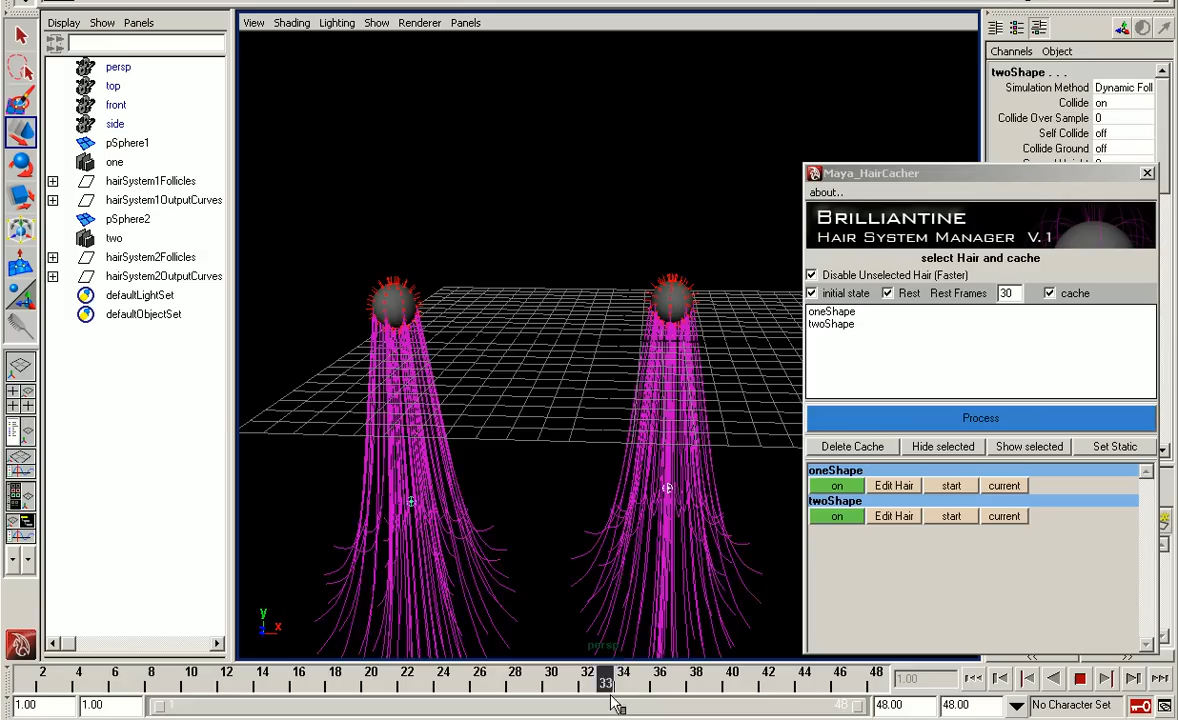 Display Show Panels
View Shading Lighting Show Renderer Panels
Channels Object
persp
top
front
side
pSphere1
one
hairSystem1Follicles
hairSystem1OutputCurves
pSphere2
two
hairSystem2Follicles
hairSystem2OutputCurves
defaultLightSet
defaultObjectSet
y
x
persp
twoShape . . .
Simulation Method Dynamic Foll
Collide on
Collide Over Sample 0
Self Collide off
Collide Ground off
Maya_HairCacher
about..
BRILLIANTINE
HAIR SYSTEM MANAGER V.1
select Hair and cache
Disable Unselected Hair (Faster)
initial state Rest Rest Frames 30 cache
oneShape
twoShape
Process
Delete Cache Hide selected Show selected Set Static
oneShape
on Edit Hair start current
twoShape
on Edit Hair start current
2 4 6 8 10 12 14 16 18 20 22 24 26 28 30 32 33 34 36 38 40 42 44 46 48
1.00
1.00 1.00 1 48 48.00 48.00 No Character Set